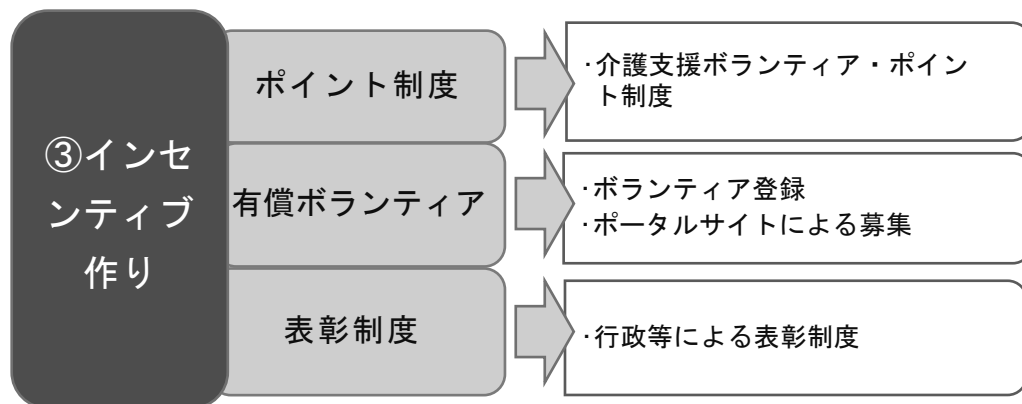 ③インセ
ンティブ
作り
ポイント制度
・介護支援ボランティア・ポイン
ト制度
有償ボランティア
・ボランティア登録
・ポータルサイトによる募集
表彰制度
・行政等による表彰制度